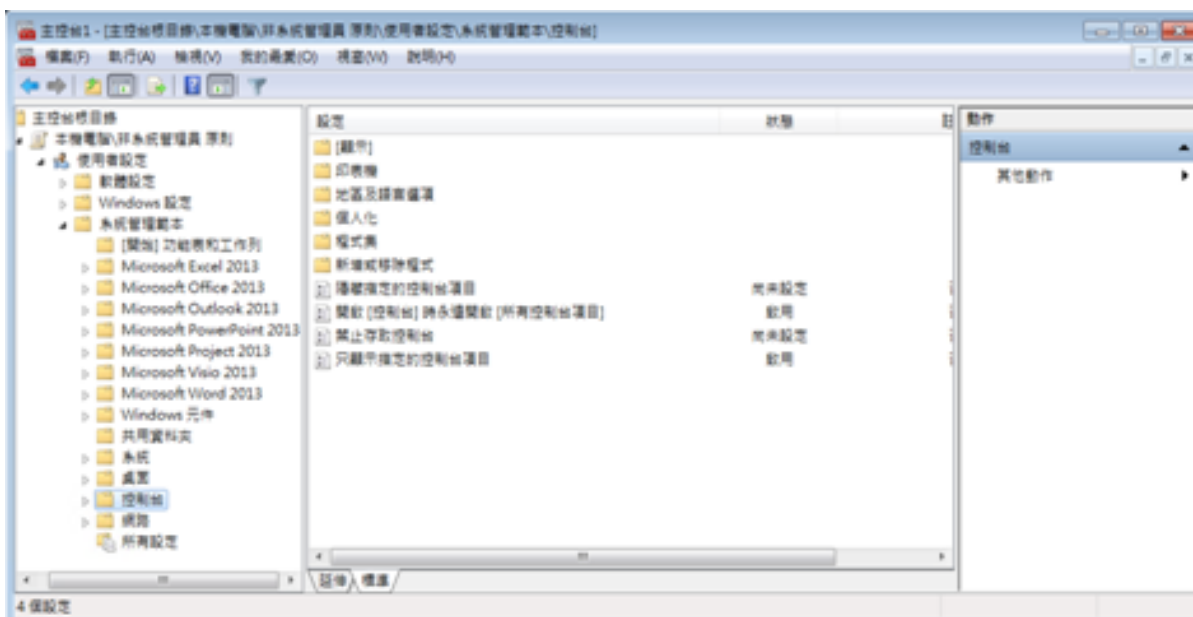 主控台1 - [主控台根目錄\本機電腦\非系統管理員 原則\使用者設定\系統管理範本\控制台]
檔案(F) 執行(A) 檢視(V) 我的最愛(O) 視窗(W) 說明(H)
主控台根目錄
本機電腦\非系統管理員 原則
使用者設定
軟體設定
Windows 設定
系統管理範本
[開始] 功能表和工作列
Microsoft Excel 2013
Microsoft Office 2013
Microsoft Outlook 2013
Microsoft PowerPoint 2013
Microsoft Project 2013
Microsoft Visio 2013
Microsoft Word 2013
Windows 元件
共用資料夾
系統
桌面
控制台
網路
所有設定
設定 狀態 註
[顯示]
印表機
地區及語言選項
個人化
程式集
新增或移除程式
隱藏指定的控制台項目 尚未設定
開啟 [控制台] 時永遠開啟 [所有控制台項目] 啟用
禁止存取控制台 尚未設定
只顯示指定的控制台項目 啟用
延伸 標準
動作
控制台
其他動作
4 個設定